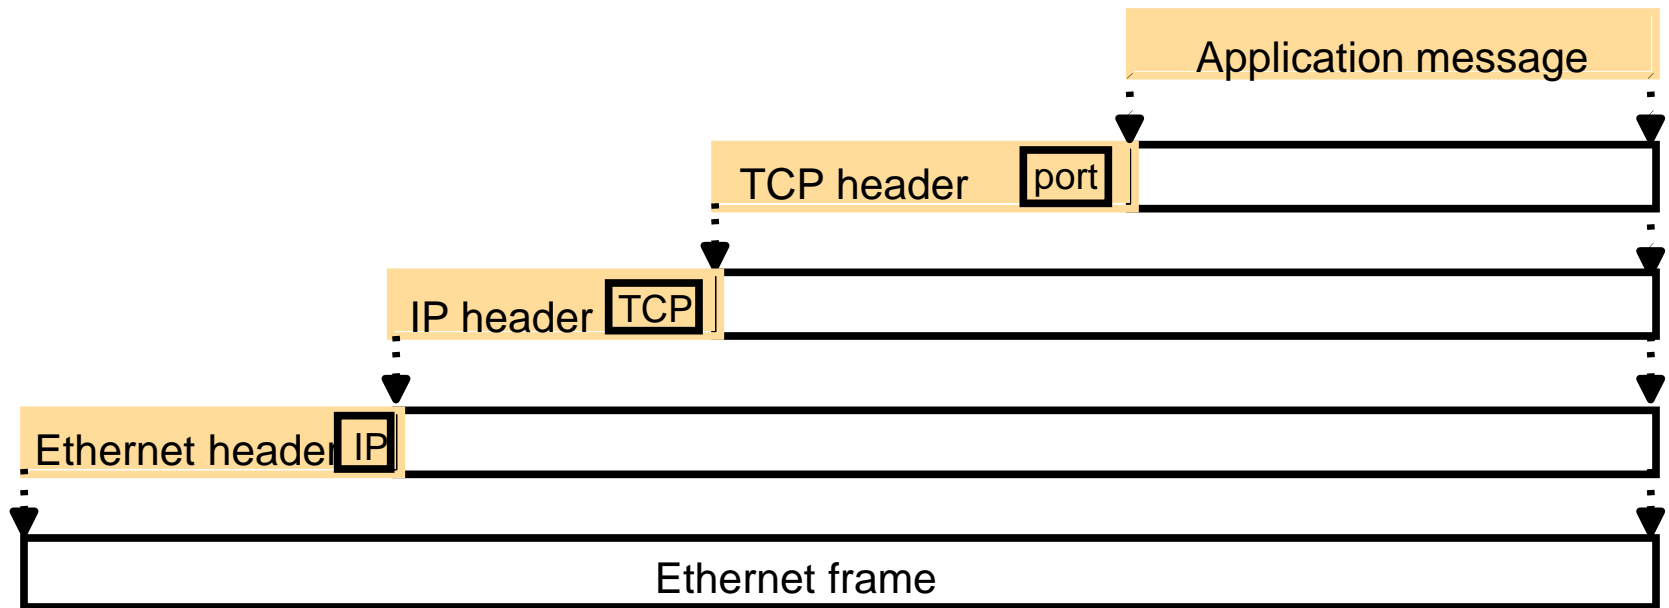 Application message
TCP header port
IP header TCP
Ethernet header IP
Ethernet frame